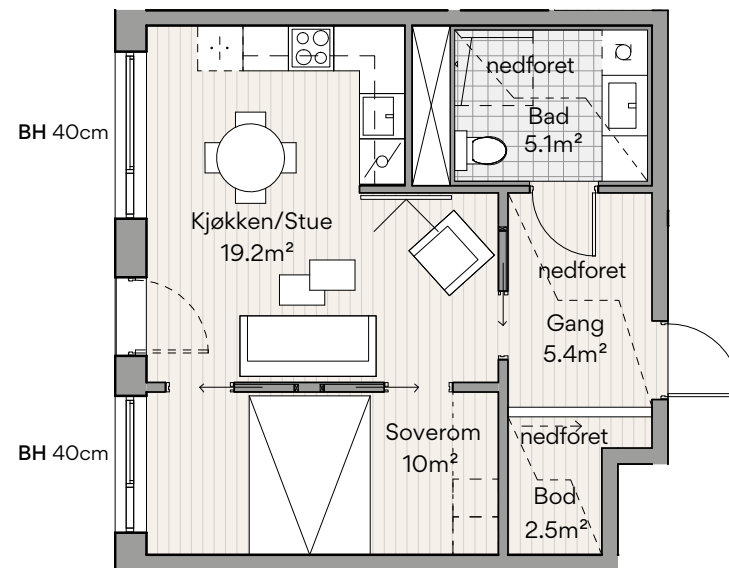 nedforet
Bad
5.1m²
BH 40cm
Kjøkken/Stue
19.2m²
nedforet
Gang
5.4m²
BH 40cm
Soverom
10m²
nedforet
Bod
2.5m²